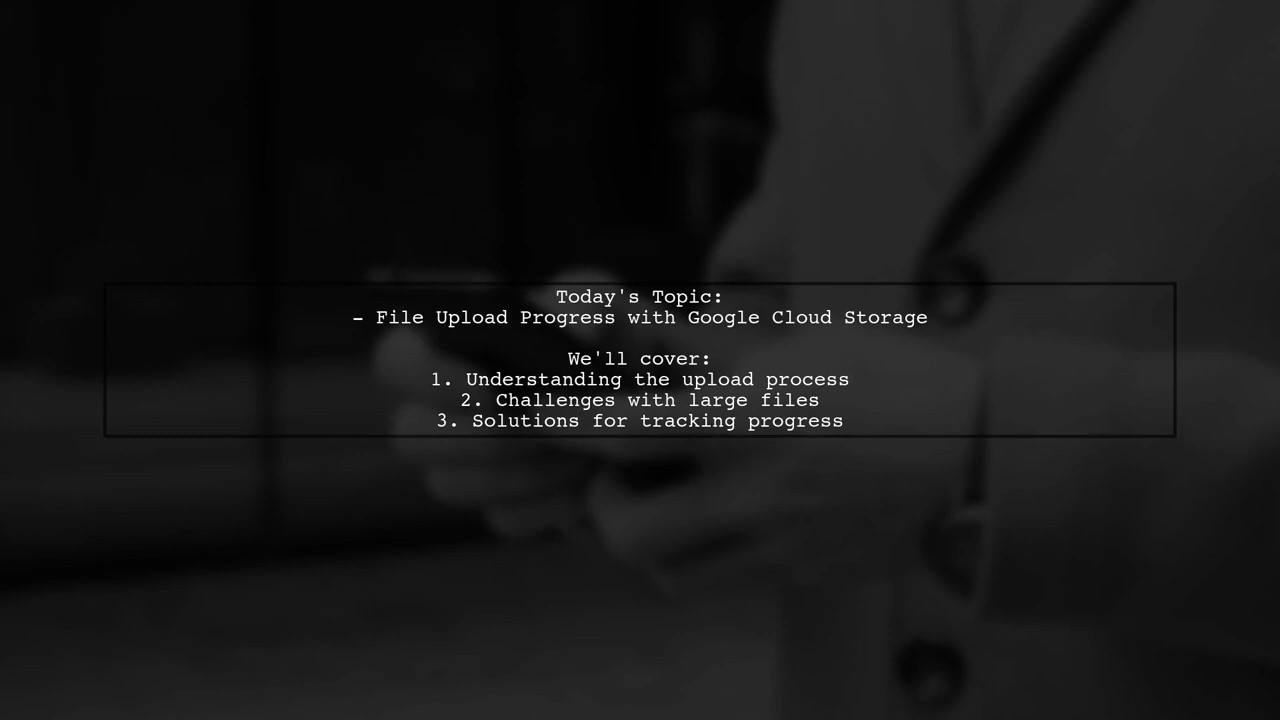 Today's Topic:
- File Upload Progress with Google Cloud Storage
We'll cover:
1. Understanding the upload process
2. Challenges with large files
3. Solutions for tracking progress